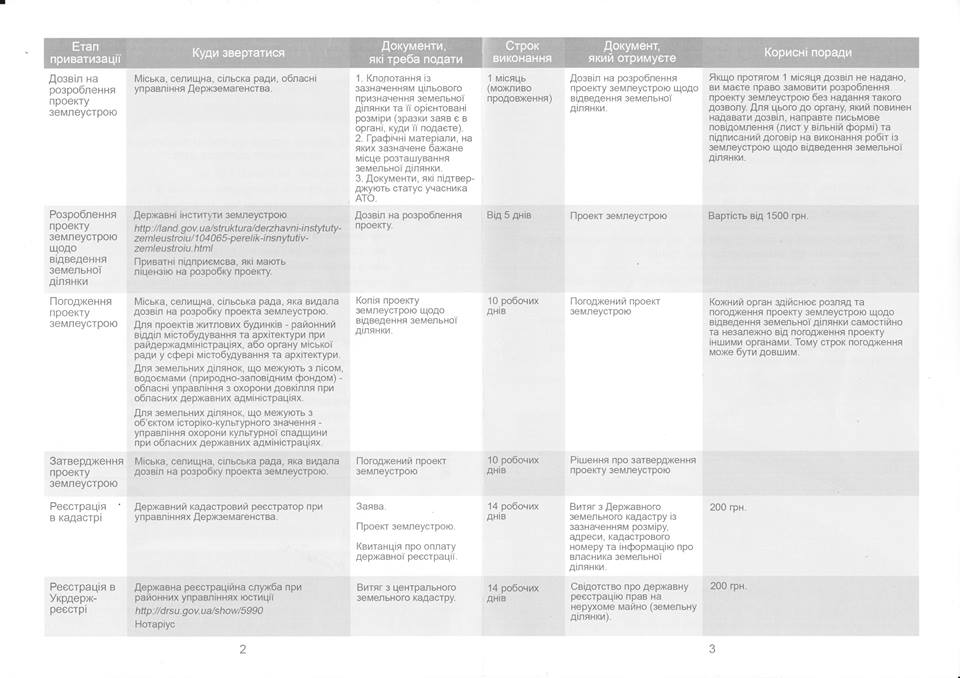 Етап
приватизації
Куди звертатися
Документи,
які треба подати
Строк
виконання
Документ,
який отримуєте
Корисні поради
Дозвіл на
розроблення
проекту
землеустрою
Міська, селищна, сільска ради, обласні
управління Держземагенства.
1. Клопотання із
зазначенням цільового
призначення земельної
ділянки та її орієнтовні
розміри (зразки заяв є в
органі, куди її подаєте).
2. Графічні матеріали, на
яких зазначене бажане
місце розташування
земельної ділянки.
3. Документи, які підтвер-
джують статус учасника
АТО.
1 місяць
(можливо
продовження)
Дозвіл на розроблення
проекту землеустрою щодо
відведення земельної
ділянки.
Якщо протягом 1 місяця дозвіл не надано,
ви маєте право замовити розроблення
проекту землеустрою без надання такого
дозволу. Для цього до органу, який повинен
надавати дозвіл, направте письмове
повідомлення (лист у вільній формі) та
підписаний договір на виконання робіт із
землеустрою щодо відведення земельної
ділянки.
Розроблення
проекту
землеустрою
щодо
відведення
земельної
ділянки
Державні інститути землеустрою
http://land.gov.ua/struktura/derzhavni-instytuty-
zemleustroiu/104065-perelik-insnytutiv-
zemleustroiu.html
Приватні підприємсва, які мають
ліцензію на розробку проекту.
Дозвіл на розроблення
проекту.
Від 5 днів
Проект землеустрою
Вартість від 1500 грн.
Погодження
проекту
землеустрою
Міська, селищна, сільська рада, яка видала
дозвіл на розробку проекта землеустрою.
Для проектів житлових будинків - районний
відділ містобудування та архітектури при
райдержадміністраціях, або органу міської
ради у сфері містобудування та архітектури.
Для земельних ділянок, що межують з лісом,
водоємами (природно-заповідним фондом) -
обласні управління з охорони довкілля при
обласних державних адміністраціях.
Для земельних ділянок, що межують з
об'єктом історіко-культурного значення -
управління охорони культурної спадщини
при обласних державних адміністраціях.
Копія проекту
землеустрою щодо
відведення земельної
ділянки.
10 робочих
днів
Погоджений проект
землеустрою
Кожний орган здійснює розляд та
погодження проекту землеустрою щодо
відведення земельної ділянки самостійно
та незалежно від погодження проекту
іншими органами. Тому строк погодження
може бути довшим.
Затвердження
проекту
землеустрою
Міська, селищна, сільська рада, яка видала
дозвіл на розробку проекта землеустрою.
Погоджений проект
землеустрою
10 робочих
днів
Рішення про затвердження
проекту землеустрою
Реєстрація
в кадастрі
Державний кадастровий реєстратор при
управліннях Держземагенства.
Заява.
Проект землеустрою.
Квитанція про оплату
державної реєстрації.
14 робочих
днів
Витяг з Державного
земельного кадастру із
зазначенням розміру,
адреси, кадастрового
номеру та інформацію про
власника земельної
ділянки.
200 грн.
Реєстрація в
Укрдерж-
реєстрі
Державна реєстраційна служба при
районних управліннях юстиції
http://drsu.gov.ua/show/5990
Нотаріус
Витяг з центрального
земельного кадастру.
14 робочих
днів
Свідотство про державну
реєстрацію прав на
нерухоме майно (земельну
ділянки).
200 грн.
2
3